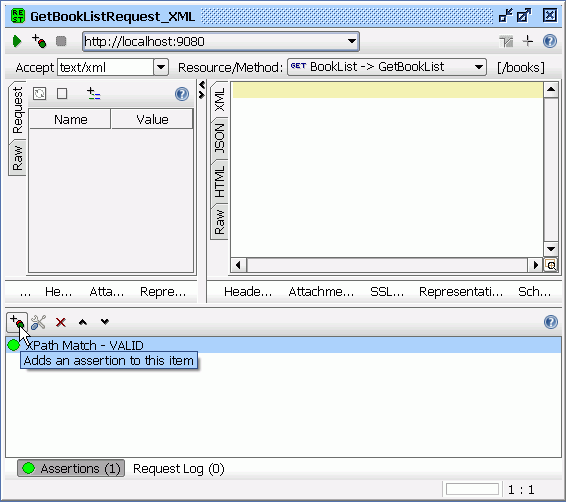 REST GetBookListRequest_XML
http://localhost:9080
Accept text/xml Resource/Method: GET BookList -> GetBookList [/books]
Request
Raw
Name Value
XML
JSON
HTML
Raw
... He... Atta... Repre...
Heade... Attachme... SSL... Representati... Sch...
XPath Match - VALID
Adds an assertion to this item
Assertions (1) Request Log (0)
1 : 1